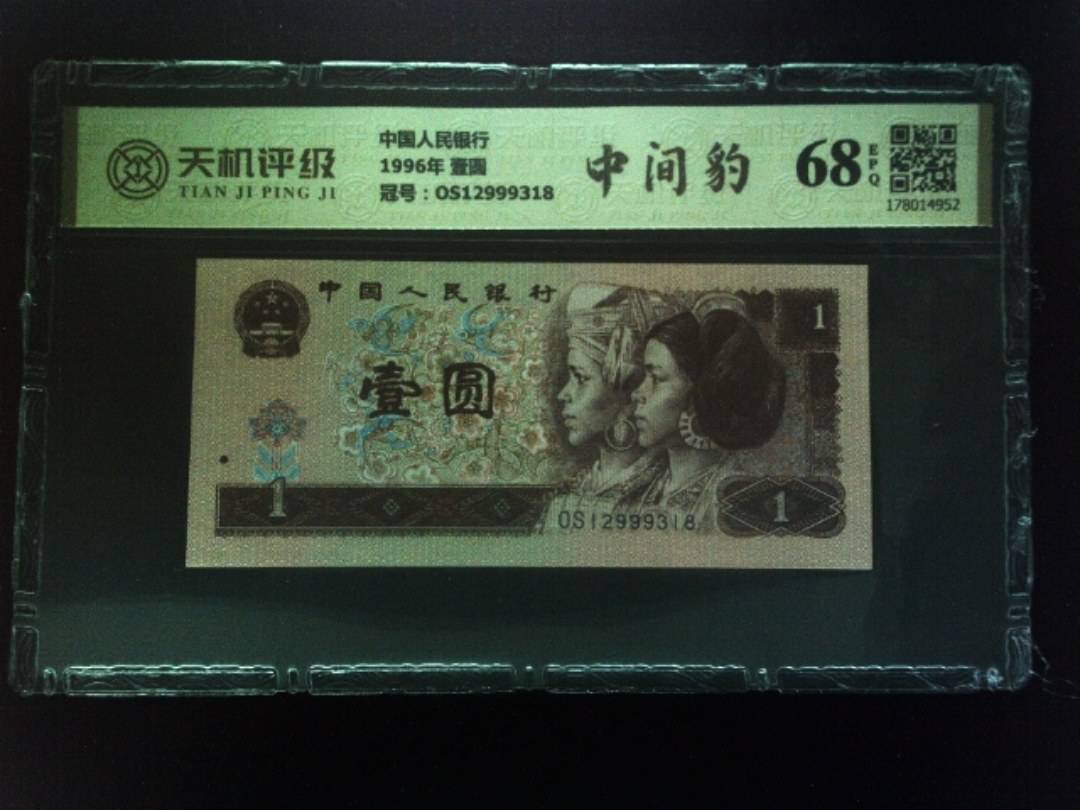 天机评级
TIAN JI PING JI
中国人民银行
1996年 壹圆
冠号：OS12999318
中间豹
68
EPQ
178014952
中国人民银行
1
壹圆
1
OS12999318
1